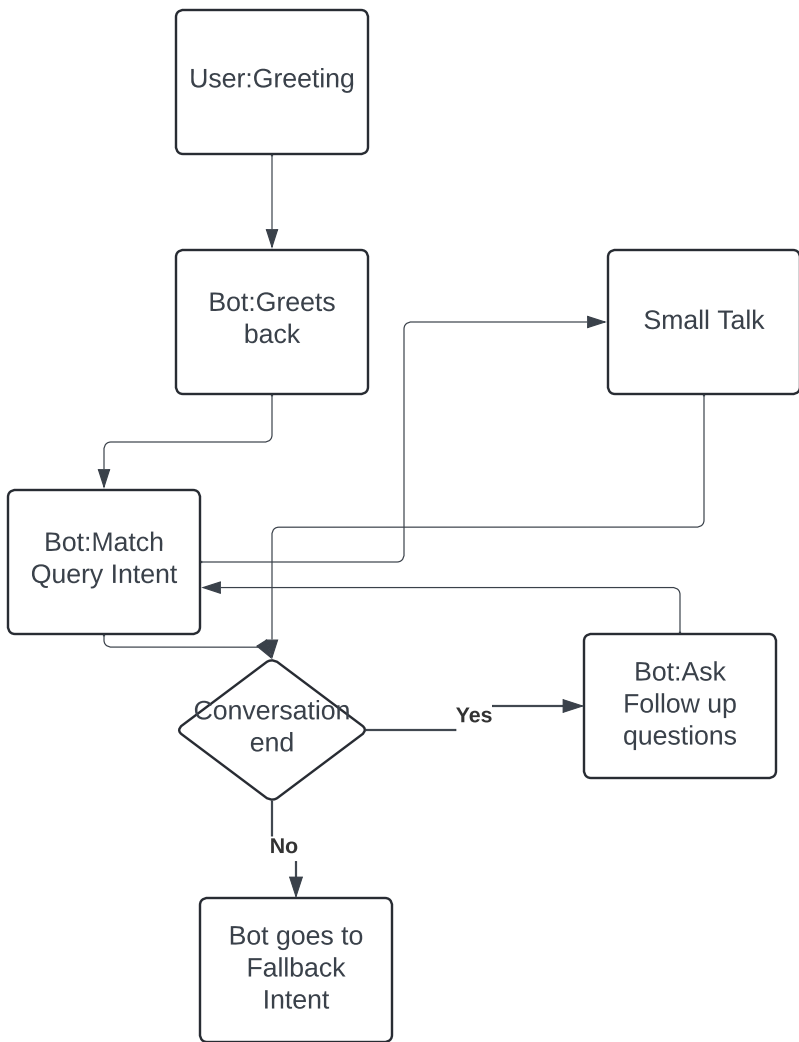 User:Greeting
Bot:Greets
back
Small Talk
Bot:Match
Query Intent
Bot:Ask
Follow up
questions
Conversation
end
Yes
No
Bot goes to
Fallback
Intent